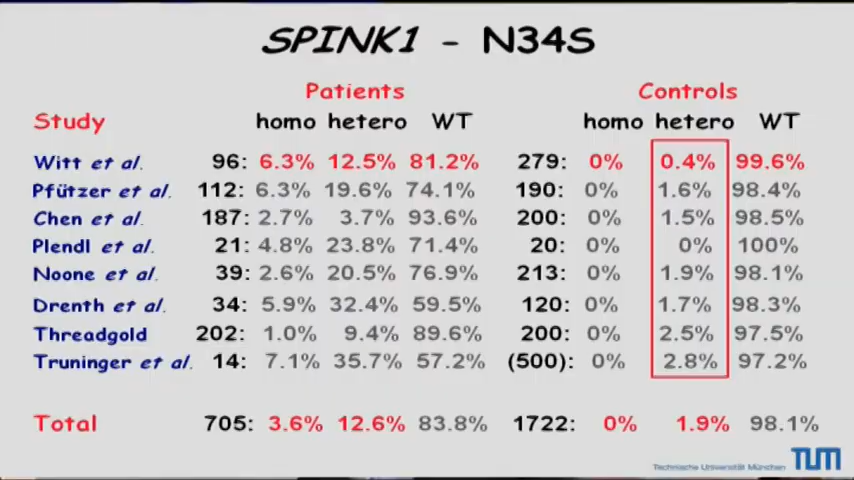 SPINK1 - N34S
Patients Controls
Study homo hetero WT homo hetero WT
Witt et al. 96: 6.3% 12.5% 81.2% 279: 0% 0.4% 99.6%
Pfützer et al. 112: 6.3% 19.6% 74.1% 190: 0% 1.6% 98.4%
Chen et al. 187: 2.7% 3.7% 93.6% 200: 0% 1.5% 98.5%
Plendl et al. 21: 4.8% 23.8% 71.4% 20: 0% 0% 100%
Noone et al. 39: 2.6% 20.5% 76.9% 213: 0% 1.9% 98.1%
Drenth et al. 34: 5.9% 32.4% 59.5% 120: 0% 1.7% 98.3%
Threadgold 202: 1.0% 9.4% 89.6% 200: 0% 2.5% 97.5%
Truninger et al. 14: 7.1% 35.7% 57.2% (500): 0% 2.8% 97.2%
Total 705: 3.6% 12.6% 83.8% 1722: 0% 1.9% 98.1%
Technische Universität München TUM